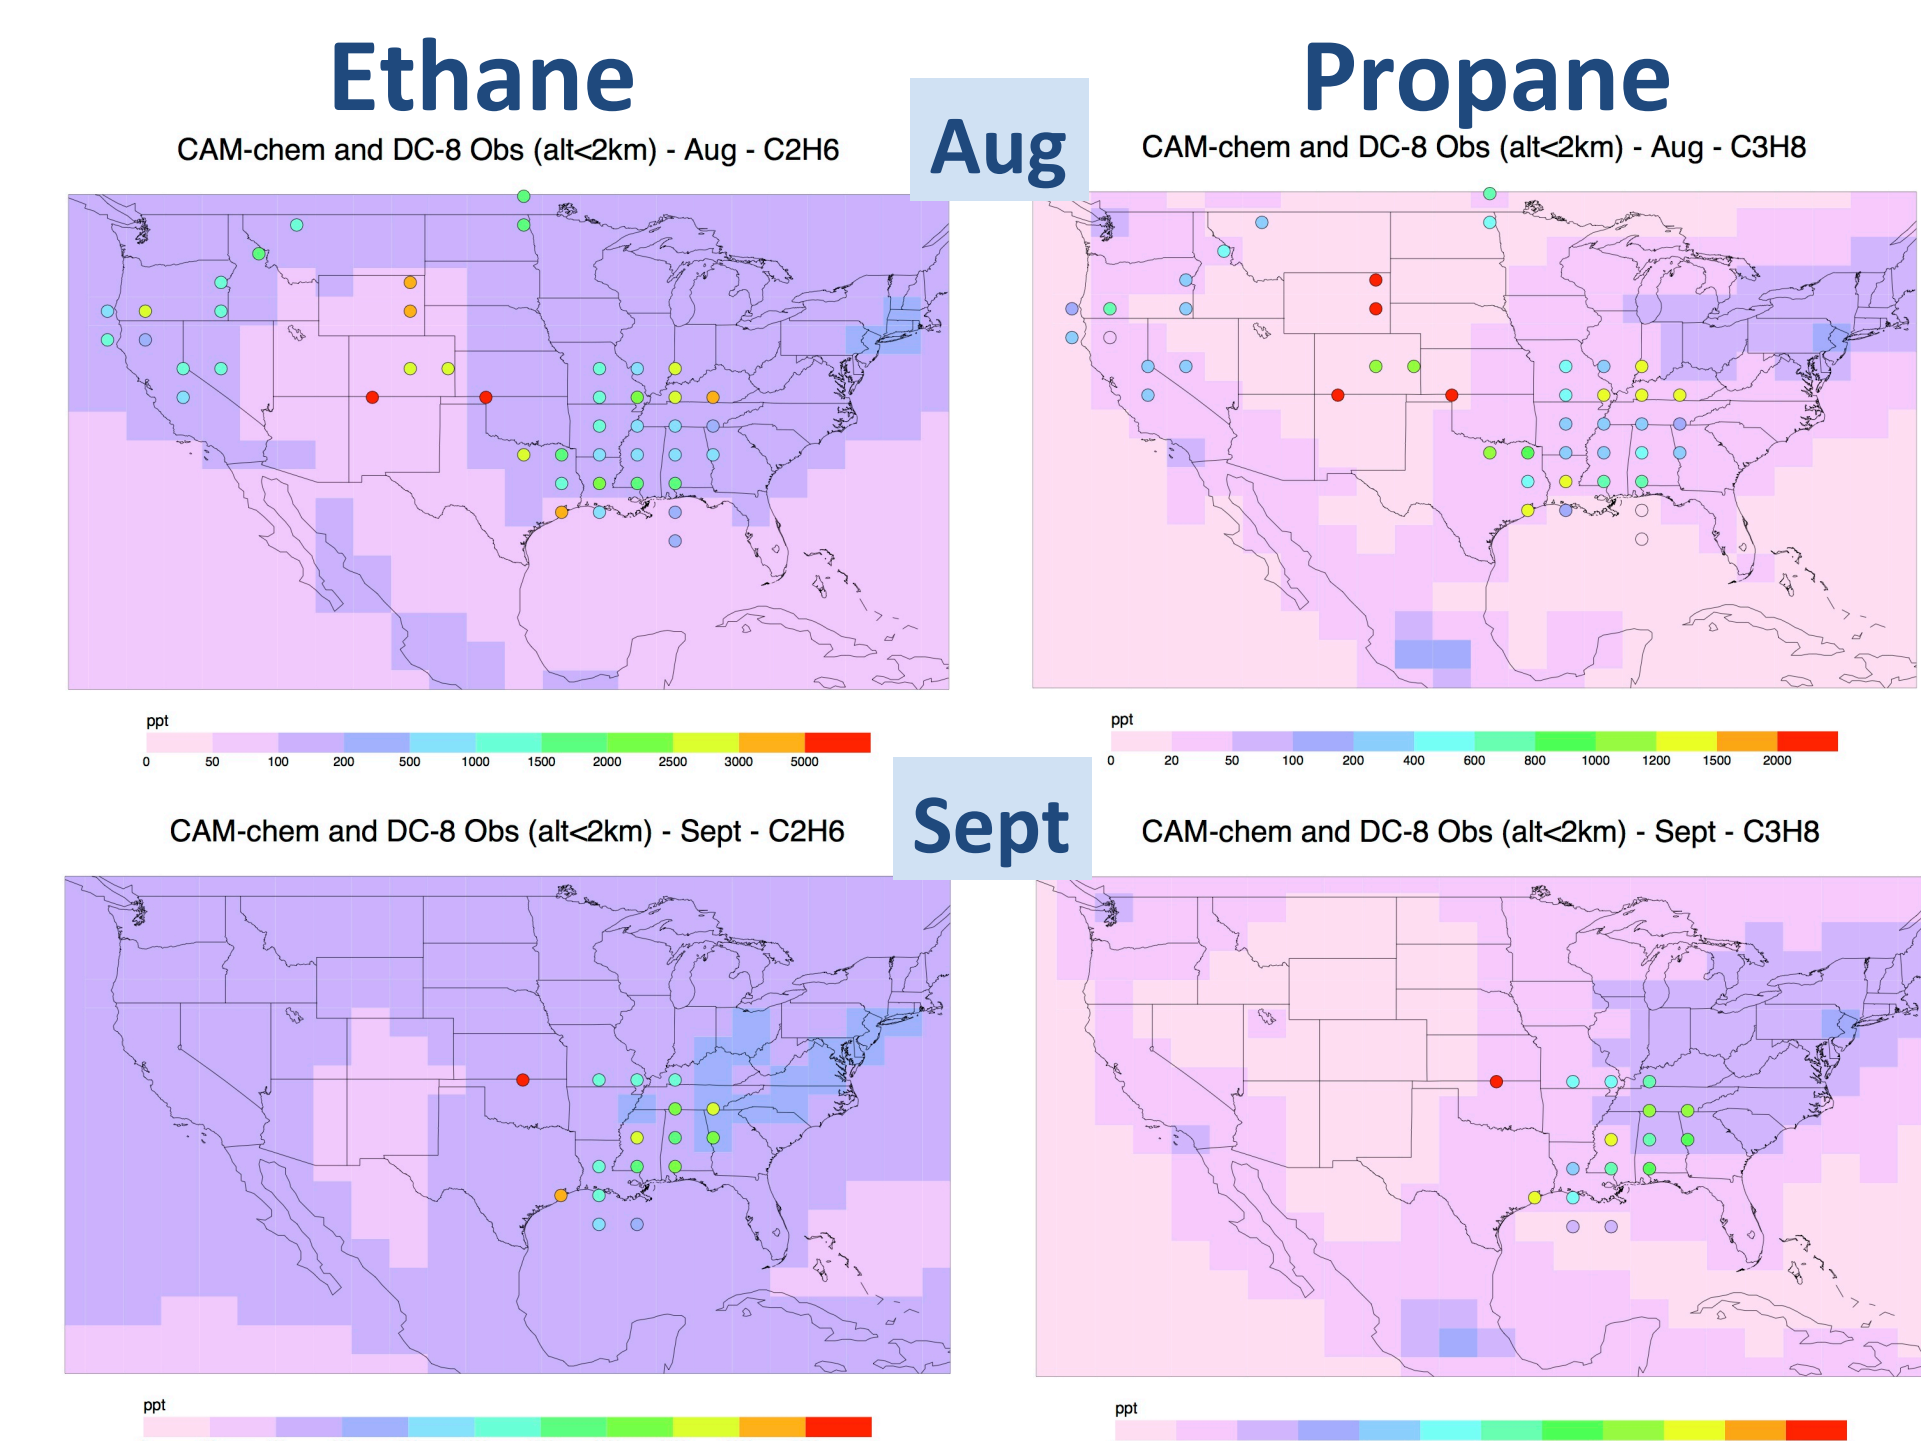 Ethane
Propane
Aug
CAM-chem and DC-8 Obs (alt<2km) - Aug - C2H6
CAM-chem and DC-8 Obs (alt<2km) - Aug - C3H8
ppt
0 50 100 200 500 1000 1500 2000 2500 3000 5000
ppt
0 20 50 100 200 400 600 800 1000 1200 1500 2000
Sept
CAM-chem and DC-8 Obs (alt<2km) - Sept - C2H6
CAM-chem and DC-8 Obs (alt<2km) - Sept - C3H8
ppt
ppt